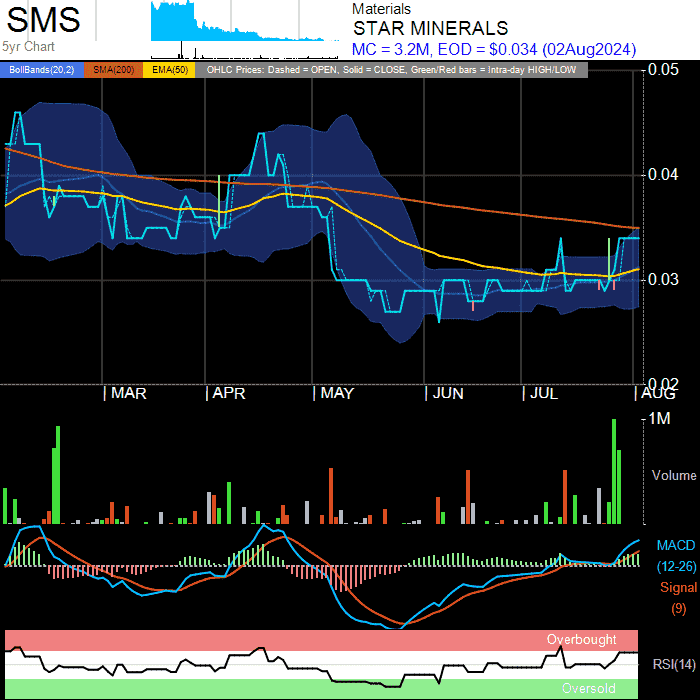 SMS
5yr Chart
Materials
STAR MINERALS
MC = 3.2M, EOD = $0.034 (02Aug2024)
BollBands(20,2) SMA(200) EMA(50) OHLC Prices: Dashed = OPEN, Solid = CLOSE, Green/Red bars = Intra-day HIGH/LOW
0.05
0.04
0.03
0.02
MAR APR MAY JUN JUL AUG
1M
Volume
MACD
(12-26)
Signal
(9)
Overbought
RSI(14)
Oversold